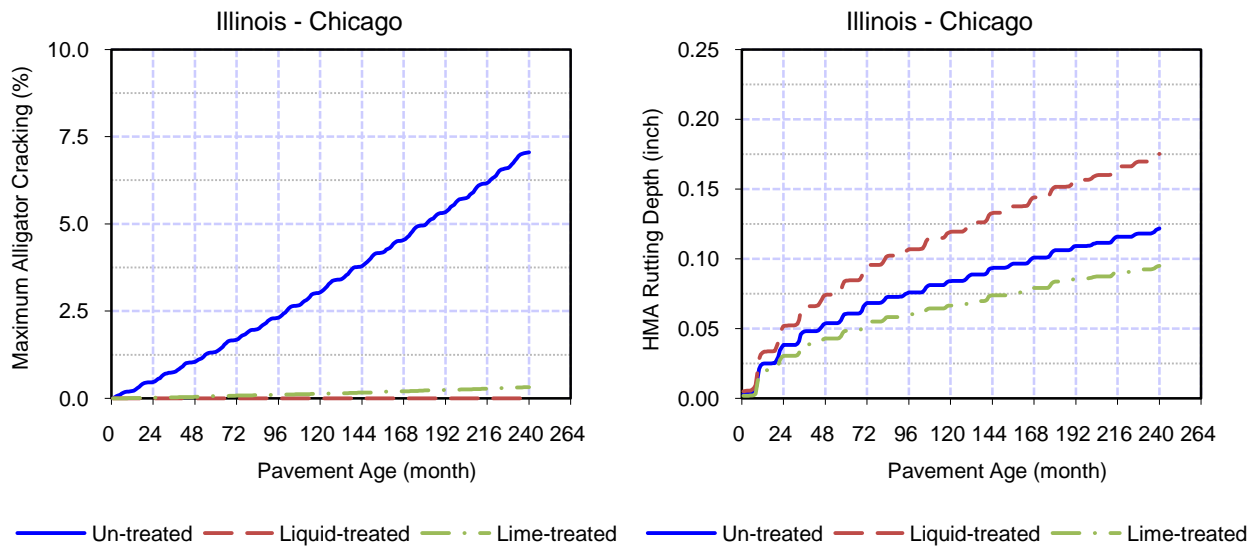 Illinois - Chicago
10.0
7.5
5.0
2.5
0.0
Maximum Alligator Cracking (%)
0 24 48 72 96 120 144 168 192 216 240 264
Pavement Age (month)
Un-treated Liquid-treated Lime-treated
Illinois - Chicago
0.25
0.20
0.15
0.10
0.05
0.00
HMA Rutting Depth (inch)
0 24 48 72 96 120 144 168 192 216 240 264
Pavement Age (month)
Un-treated Liquid-treated Lime-treated